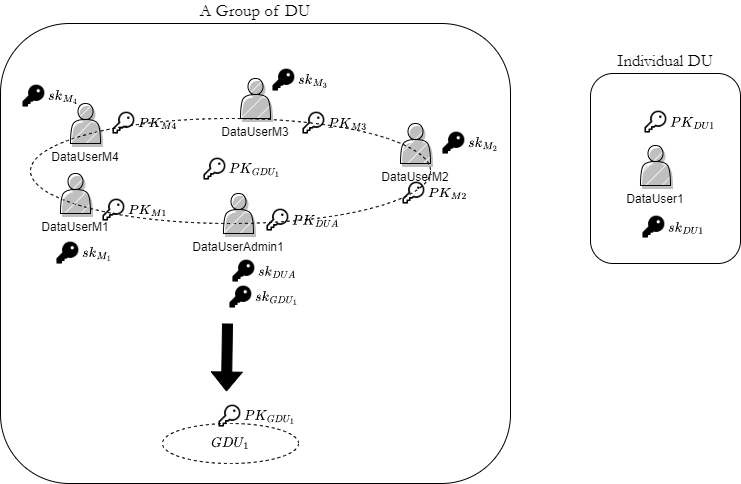 A Group of DU
Individual DU
sk_{M_3}
sk_{M_4}
PK_{M4}
PK_{M3}
DataUserM3
DataUserM4
sk_{M_2}
PK_{DU1}
PK_{GDU_1}
DataUserM2
PK_{M2}
DataUser1
PK_{M1}
PK_{DUA}
DataUserM1
sk_{DU1}
DataUserAdmin1
sk_{M_1}
sk_{DUA}
sk_{GDU_1}
PK_{GDU_1}
GDU_1